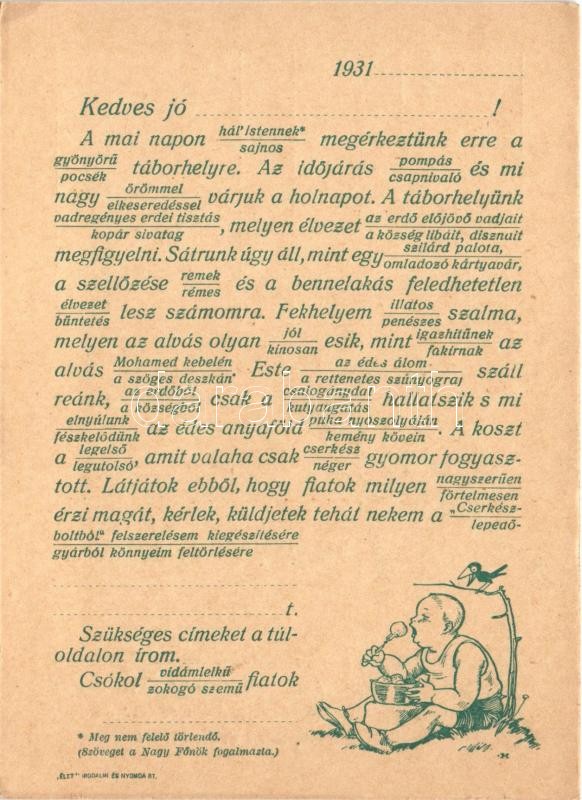 1931
Kedves jó !
A mai napon hál' istennek* / sajnos megérkeztünk erre a
gyönyörű / pocsék táborhelyre. Az időjárás pompás / csapnivaló és mi
nagy örömmel / elkeseredéssel várjuk a holnapot. A táborhelyünk
vadregényes erdei tisztás / kopár sivatag, melyen élvezet az erdő előjövő vadjait / a község libáit, disznuit
megfigyelni. Sátrunk úgy áll, mint egy szilárd palota, / omladozó kártyavár,
a szellőzése remek / rémes és a bennelakás feledhetetlen
élvezet / büntetés lesz számomra. Fekhelyem illatos / penészes szalma,
melyen az alvás olyan jól / kínosan esik, mint igazhitűnek / fakírnak az
alvás Mohamed kebelén / a szöges deszkán. Este az édes álom / a rettenetes szúnyograj száll
reánk, az erdőből / a községből csak a csalogánydal / kutyaugatás hallatszik s mi
elnyúlunk / fészkelődünk az édes anyaföld puha nyoszolyáján / kemény kövein. A koszt
a legelső / legutolsó, amit valaha csak cserkész / néger gyomor fogyasz-
tott. Látjátok ebből, hogy fiatok milyen nagyszerűen / förtelmesen
érzi magát, kérlek, küldjetek tehát nekem a „Cserkész- / lepedő-
boltból" felszerelésem kiegészítésére / gyárból könnyeim feltörlésére
t.
Szükséges címeket a túl-
oldalon írom.
Csókol vidámlelkű / zokogó szemű fiatok
* Meg nem felelő törlendő.
(Szöveget a Nagy Főnök fogalmazta.)
„ÉLET" IRODALMI ÉS NYOMDA RT.
darabanth